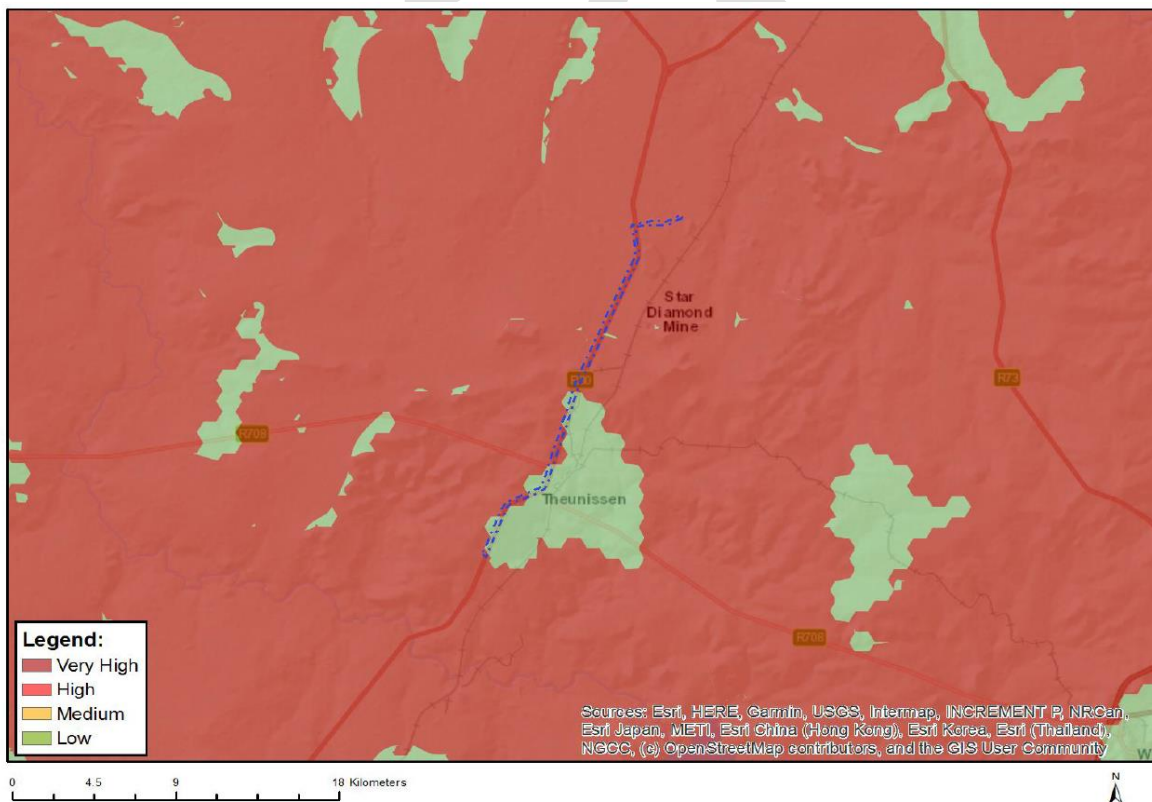 Star
Diamond
Mine
R73
R709
Theunissen
R708
Legend:
Very High
High
Medium
Low
Sources: Esri, HERE, Garmin, USGS, Intermap, INCREMENT P, NRCan,
Esri Japan, METI, Esri China (Hong Kong), Esri Korea, Esri (Thailand),
NGCC, (c) OpenStreetMap contributors, and the GIS User Community
W
0 4.5 9 18 Kilometers
N